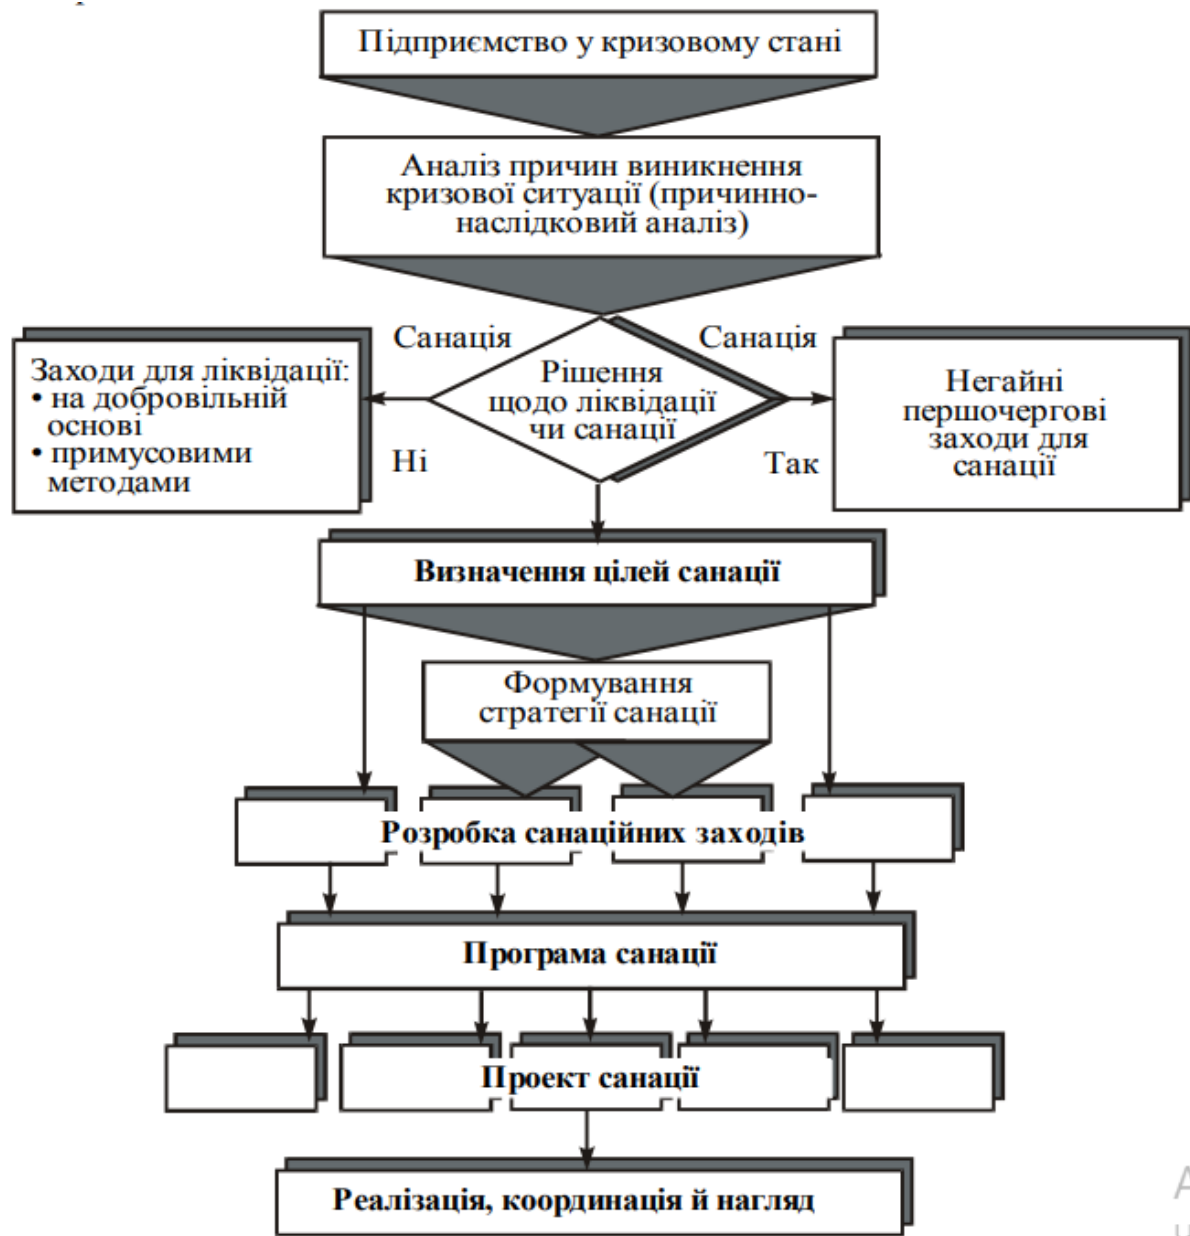 Підприємство у кризовому стані
Аналіз причин виникнення
кризової ситуації (причинно-
наслідковий аналіз)
Санація
Санація
Заходи для ліквідації:
• на добровільній
основі
• примусовими
методами
Рішення
щодо ліквідації
чи санації
Негайні
першочергові
заходи для
санації
Ні
Так
Визначення цілей санації
Формування
стратегії санації
Розробка санаційних заходів
Програма санації
Проект санації
Реалізація, координація й нагляд